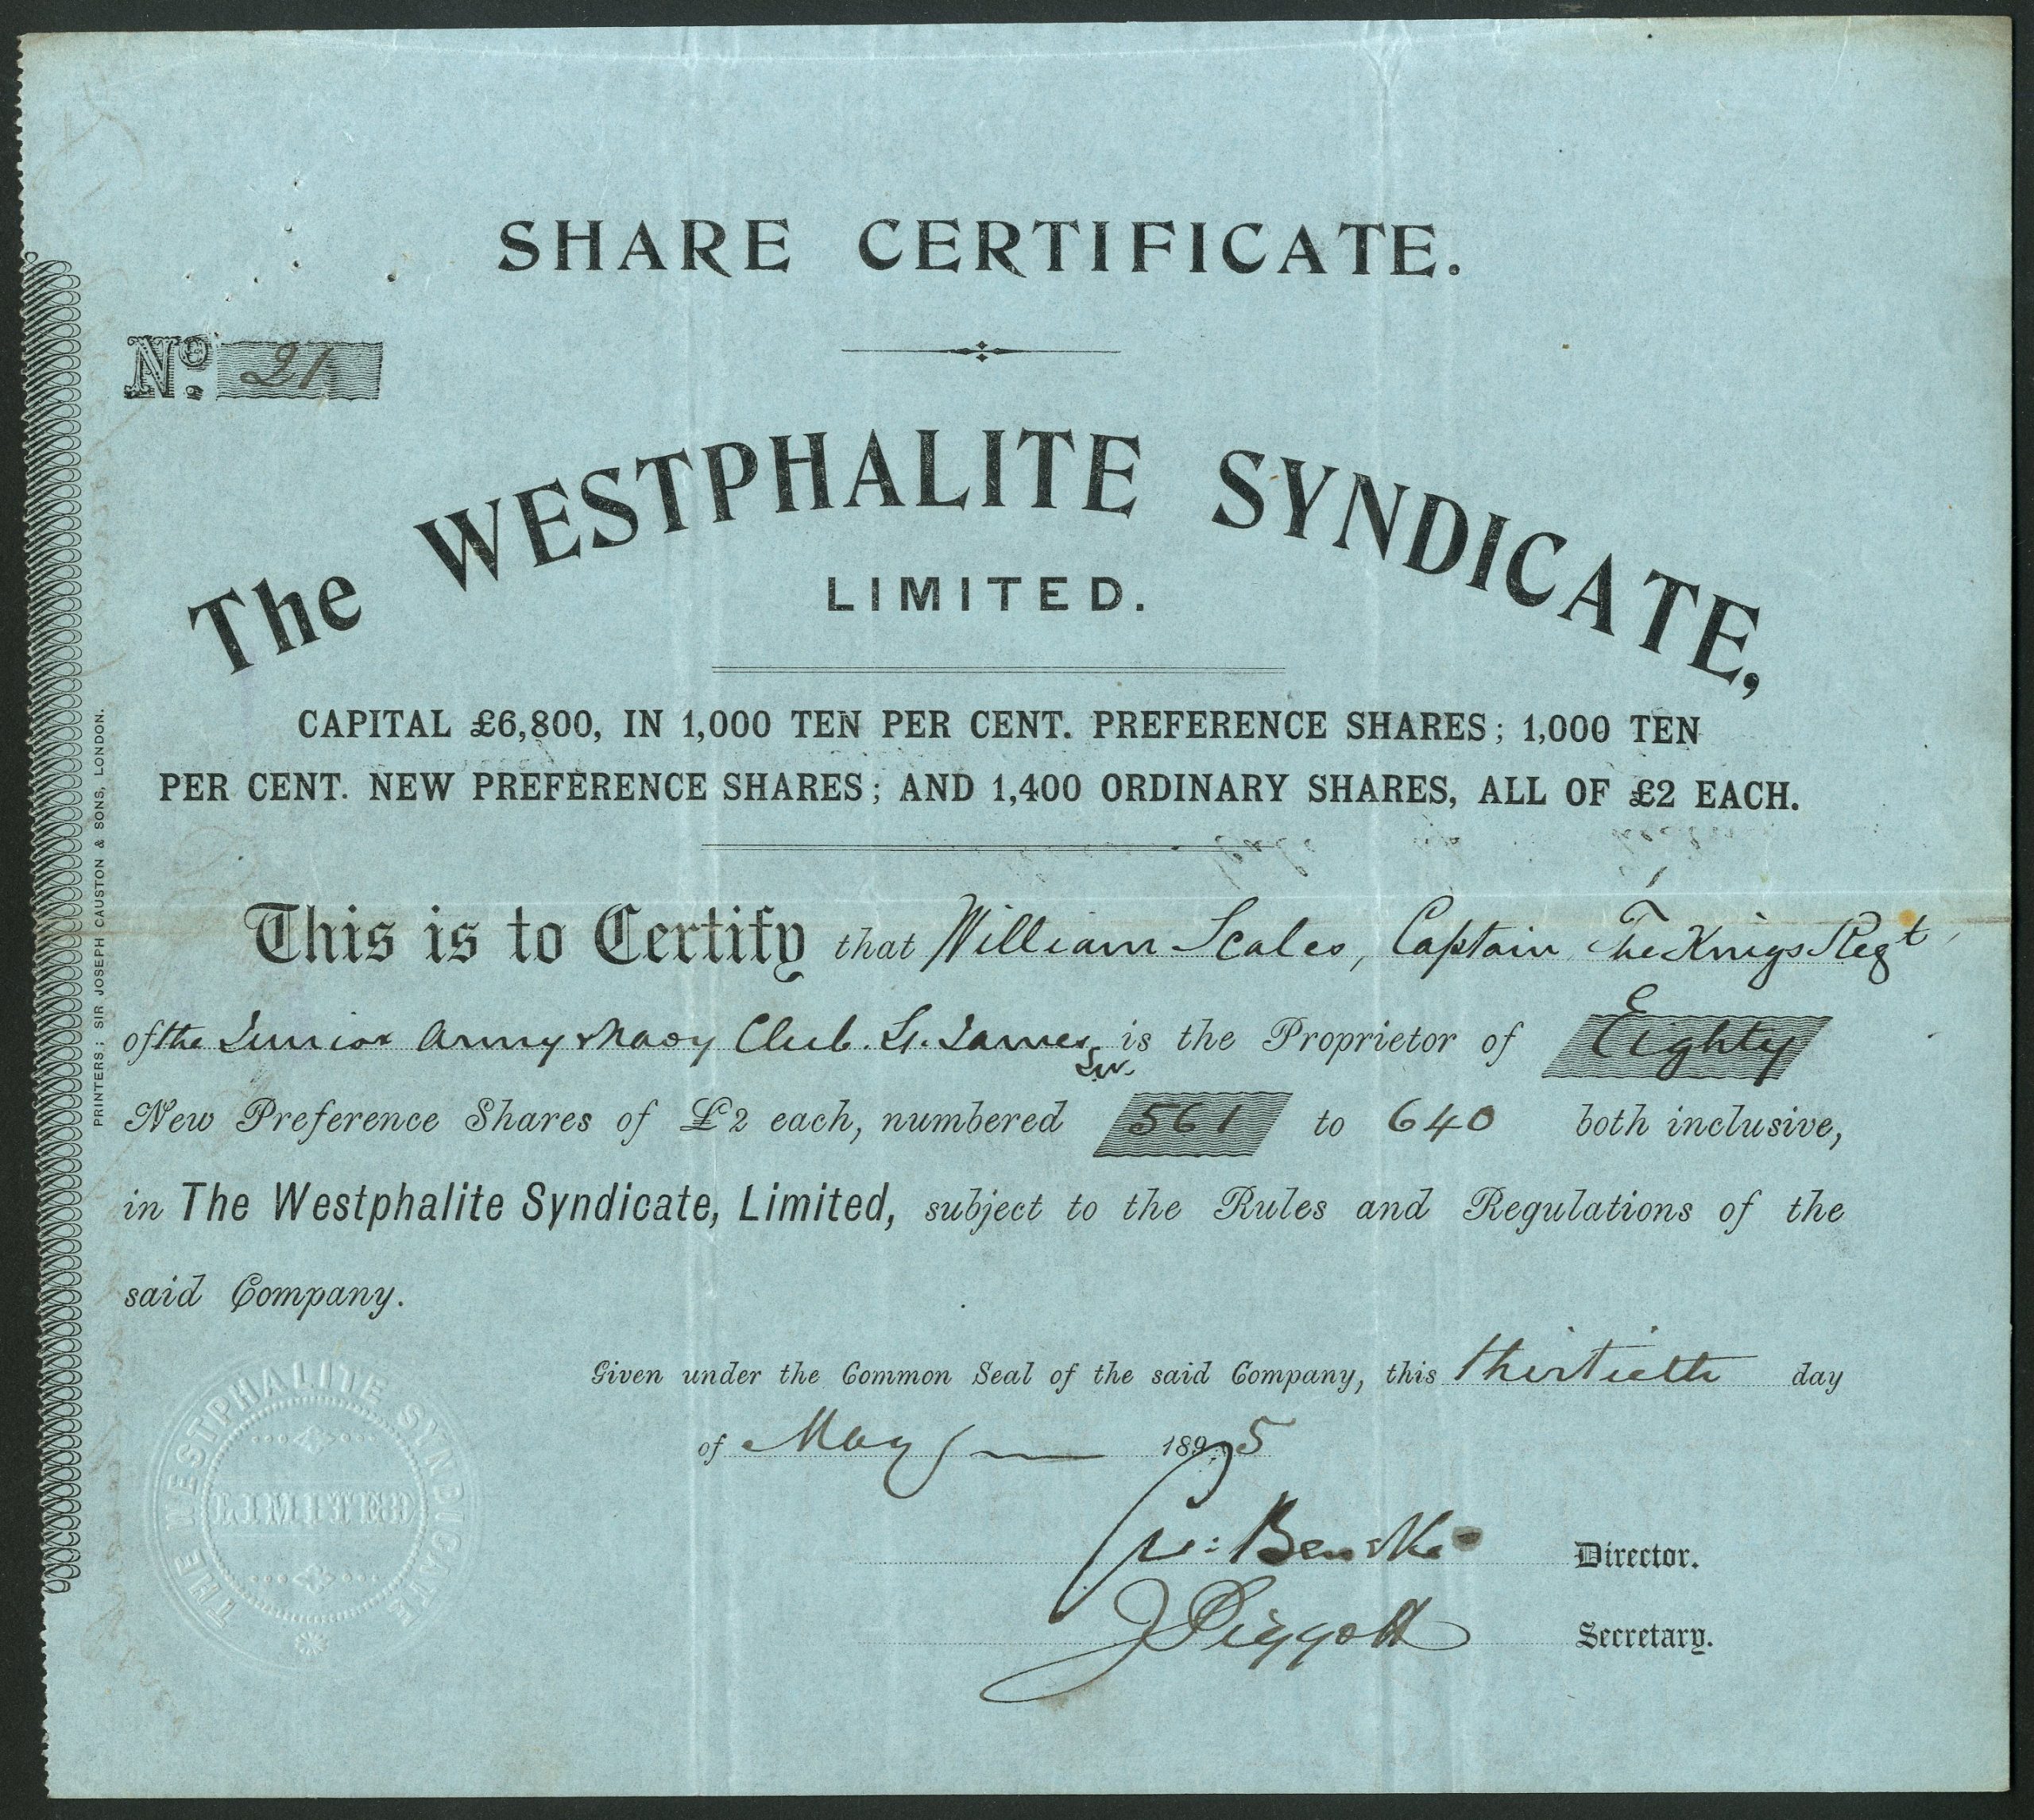 SHARE CERTIFICATE.
No. 21
The WESTPHALITE SYNDICATE,
LIMITED.
CAPITAL £6,800, IN 1,000 TEN PER CENT. PREFERENCE SHARES; 1,000 TEN
PER CENT. NEW PREFERENCE SHARES; AND 1,400 ORDINARY SHARES, ALL OF £2 EACH.
This is to Certify that William Scales, Captain The Kings Regt
of the Junior Army & Navy Club. St. James is the Proprietor of Eighty
New Preference Shares of £2 each, numbered 561 to 640 both inclusive,
in The Westphalite Syndicate, Limited, subject to the Rules and Regulations of the
said Company.
Given under the Common Seal of the said Company, this thirtieth day
of May 1895
Director.
J Piggott Secretary.
THE WESTPHALITE SYNDICATE
LIMITED
PRINTERS: SIR JOSEPH CAUSTON & SONS, LONDON.